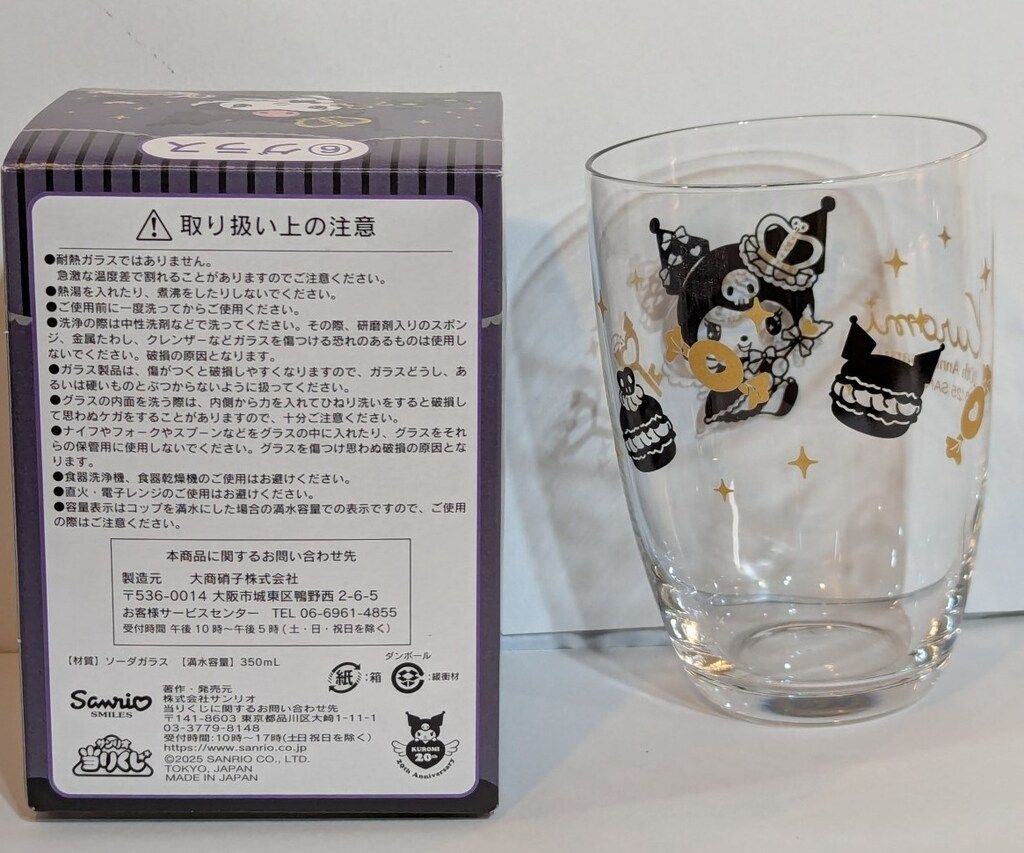 ⑥グラス
取り扱い上の注意
●耐熱ガラスではありません。
急激な温度差で割れることがありますのでご注意ください。
●熱湯を入れたり、煮沸をしたりしないでください。
●ご使用前に一度洗ってからご使用ください。
●洗浄の際は中性洗剤などで洗ってください。その際、研磨剤入りのスポン
ジ、金属たわし、クレンザーなどガラスを傷つける恐れのあるものは使用し
ないでください。破損の原因となります。
●ガラス製品は、傷がつくと破損しやすくなりますので、ガラスどうし、あ
るいは硬いものとぶつからないように扱ってください。
●グラスの内面を洗う際は、内側から力を入れてひねり洗いをすると破損し
て思わぬケガをすることがありますので、十分ご注意ください。
●ナイフやフォークやスプーンなどをグラスの中に入れたり、グラスをそれ
らの保管用に使用しないでください。グラスを傷つけ思わぬ破損の原因とな
ります。
●食器洗浄機、食器乾燥機のご使用はお避けください。
●直火・電子レンジのご使用はお避けください。
●容量表示はコップを満水にした場合の満水容量での表示ですので、ご使用
の際はご注意ください。
本商品に関するお問い合わせ先
製造元 大商硝子株式会社
〒536-0014 大阪市城東区鴫野西 2-6-5
お客様サービスセンター TEL 06-6961-4855
受付時間 午後 10時~午後 5時(土・日・祝日を除く)
【材質】 ソーダガラス 【満水容量】 350mL
紙 :箱
ダンボール
:緩衝材
Sanrio
SMILES
サンリオ
当りくじ
著作・発売元
株式会社サンリオ
当りくじに関するお問い合わせ先
〒141-8603 東京都品川区大崎1-11-1
03-3779-8148
受付時間:10時~17時(土日祝日を除く)
https://www.sanrio.co.jp
©2025 SANRIO CO., LTD.
TOKYO, JAPAN
MADE IN JAPAN
KUROMI
20th
20th Anniversary
Kuromi